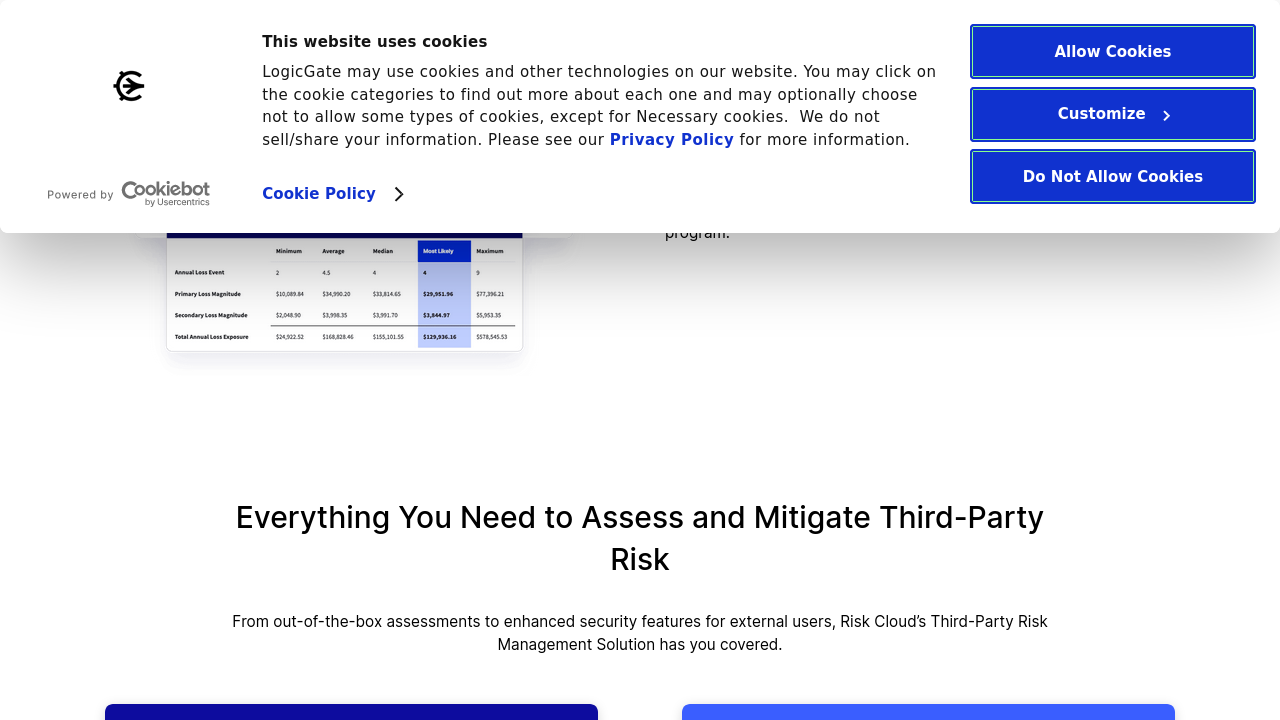 This website uses cookies
LogicGate may use cookies and other technologies on our website. You may click on
the cookie categories to find out more about each one and may optionally choose
not to allow some types of cookies, except for Necessary cookies.  We do not
sell/share your information. Please see our Privacy Policy for more information.
Powered by Cookiebot
by Usercentrics
Cookie Policy
Allow Cookies
Customize
Do Not Allow Cookies
program.
Minimum Average Median Most Likely Maximum
Annual Loss Event 2 4.5 4 4 9
Primary Loss Magnitude $10,089.84 $34,990.20 $33,814.65 $29,951.96 $77,396.21
Secondary Loss Magnitude $2,048.90 $3,998.35 $3,991.70 $3,844.97 $5,953.35
Total Annual Loss Exposure $24,922.52 $168,828.46 $155,101.55 $129,936.16 $578,545.53
Everything You Need to Assess and Mitigate Third-Party
Risk
From out-of-the-box assessments to enhanced security features for external users, Risk Cloud’s Third-Party Risk
Management Solution has you covered.